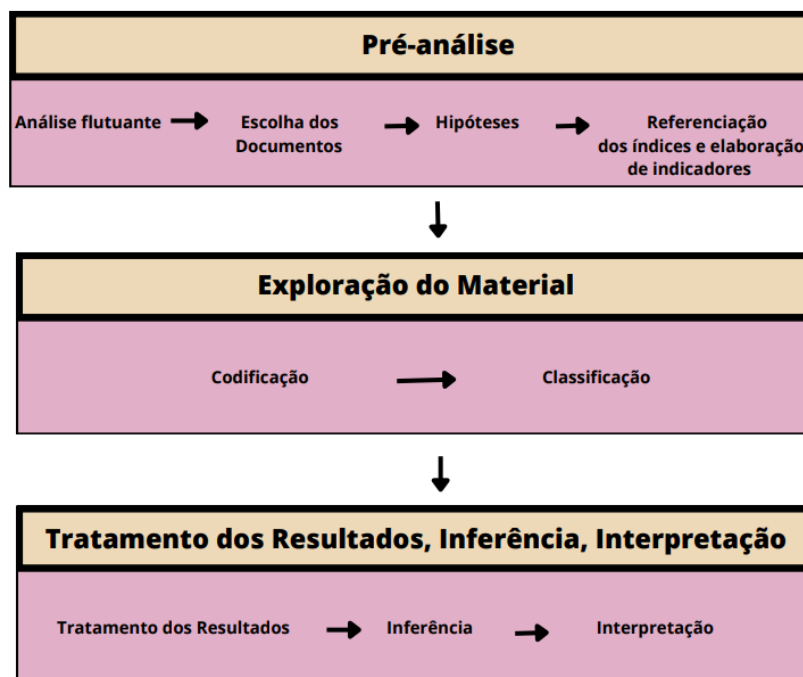 Pré-análise
Análise flutuante
Escolha dos
Documentos
Hipóteses
Referenciação
dos índices e elaboração
de indicadores
Exploração do Material
Codificação
Classificação
Tratamento dos Resultados, Inferência, Interpretação
Tratamento dos Resultados
Inferência
Interpretação